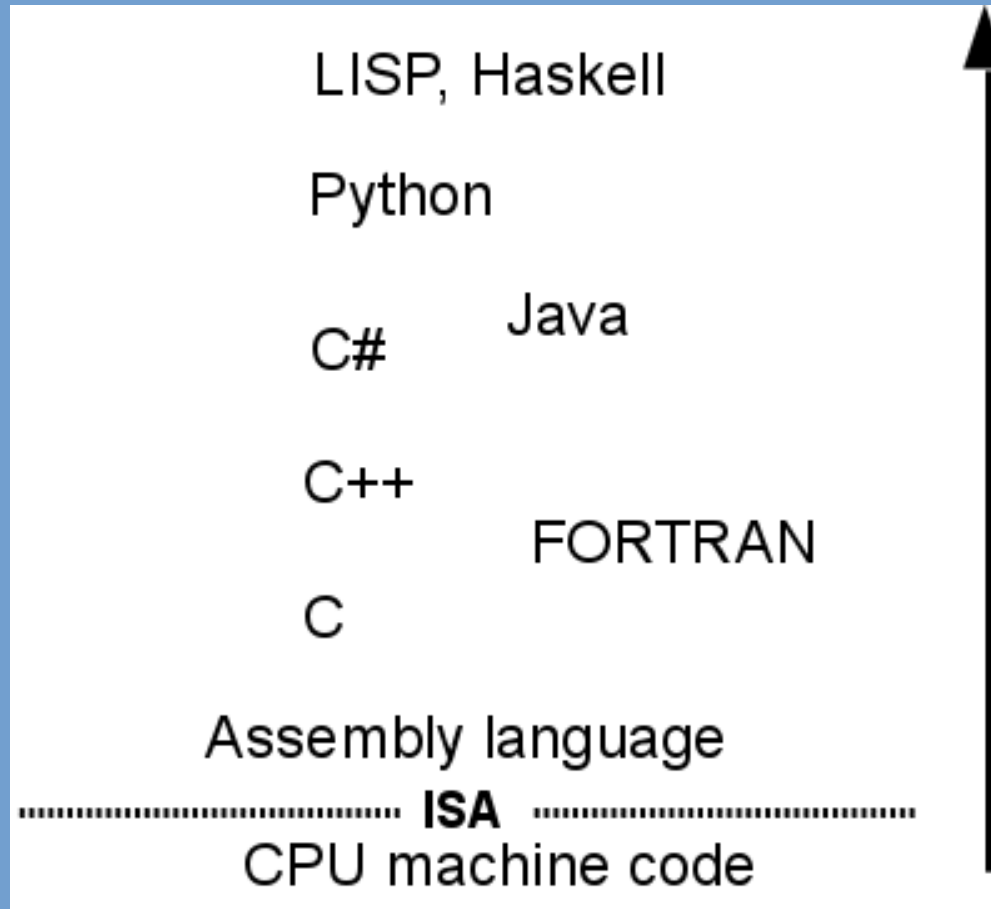 LISP, Haskell
Python
Java
C#
C++
FORTRAN
C
Assembly language
ISA
CPU machine code